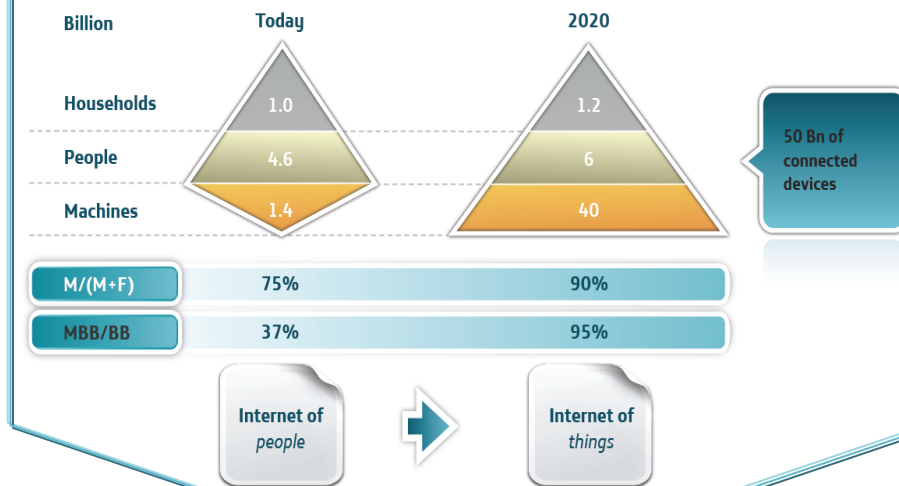 Billion Today 2020
Households 1.0 1.2
People 4.6 6
Machines 1.4 40
50 Bn of
connected
devices
M/(M+F) 75% 90%
MBB/BB 37% 95%
Internet of
people
Internet of
things